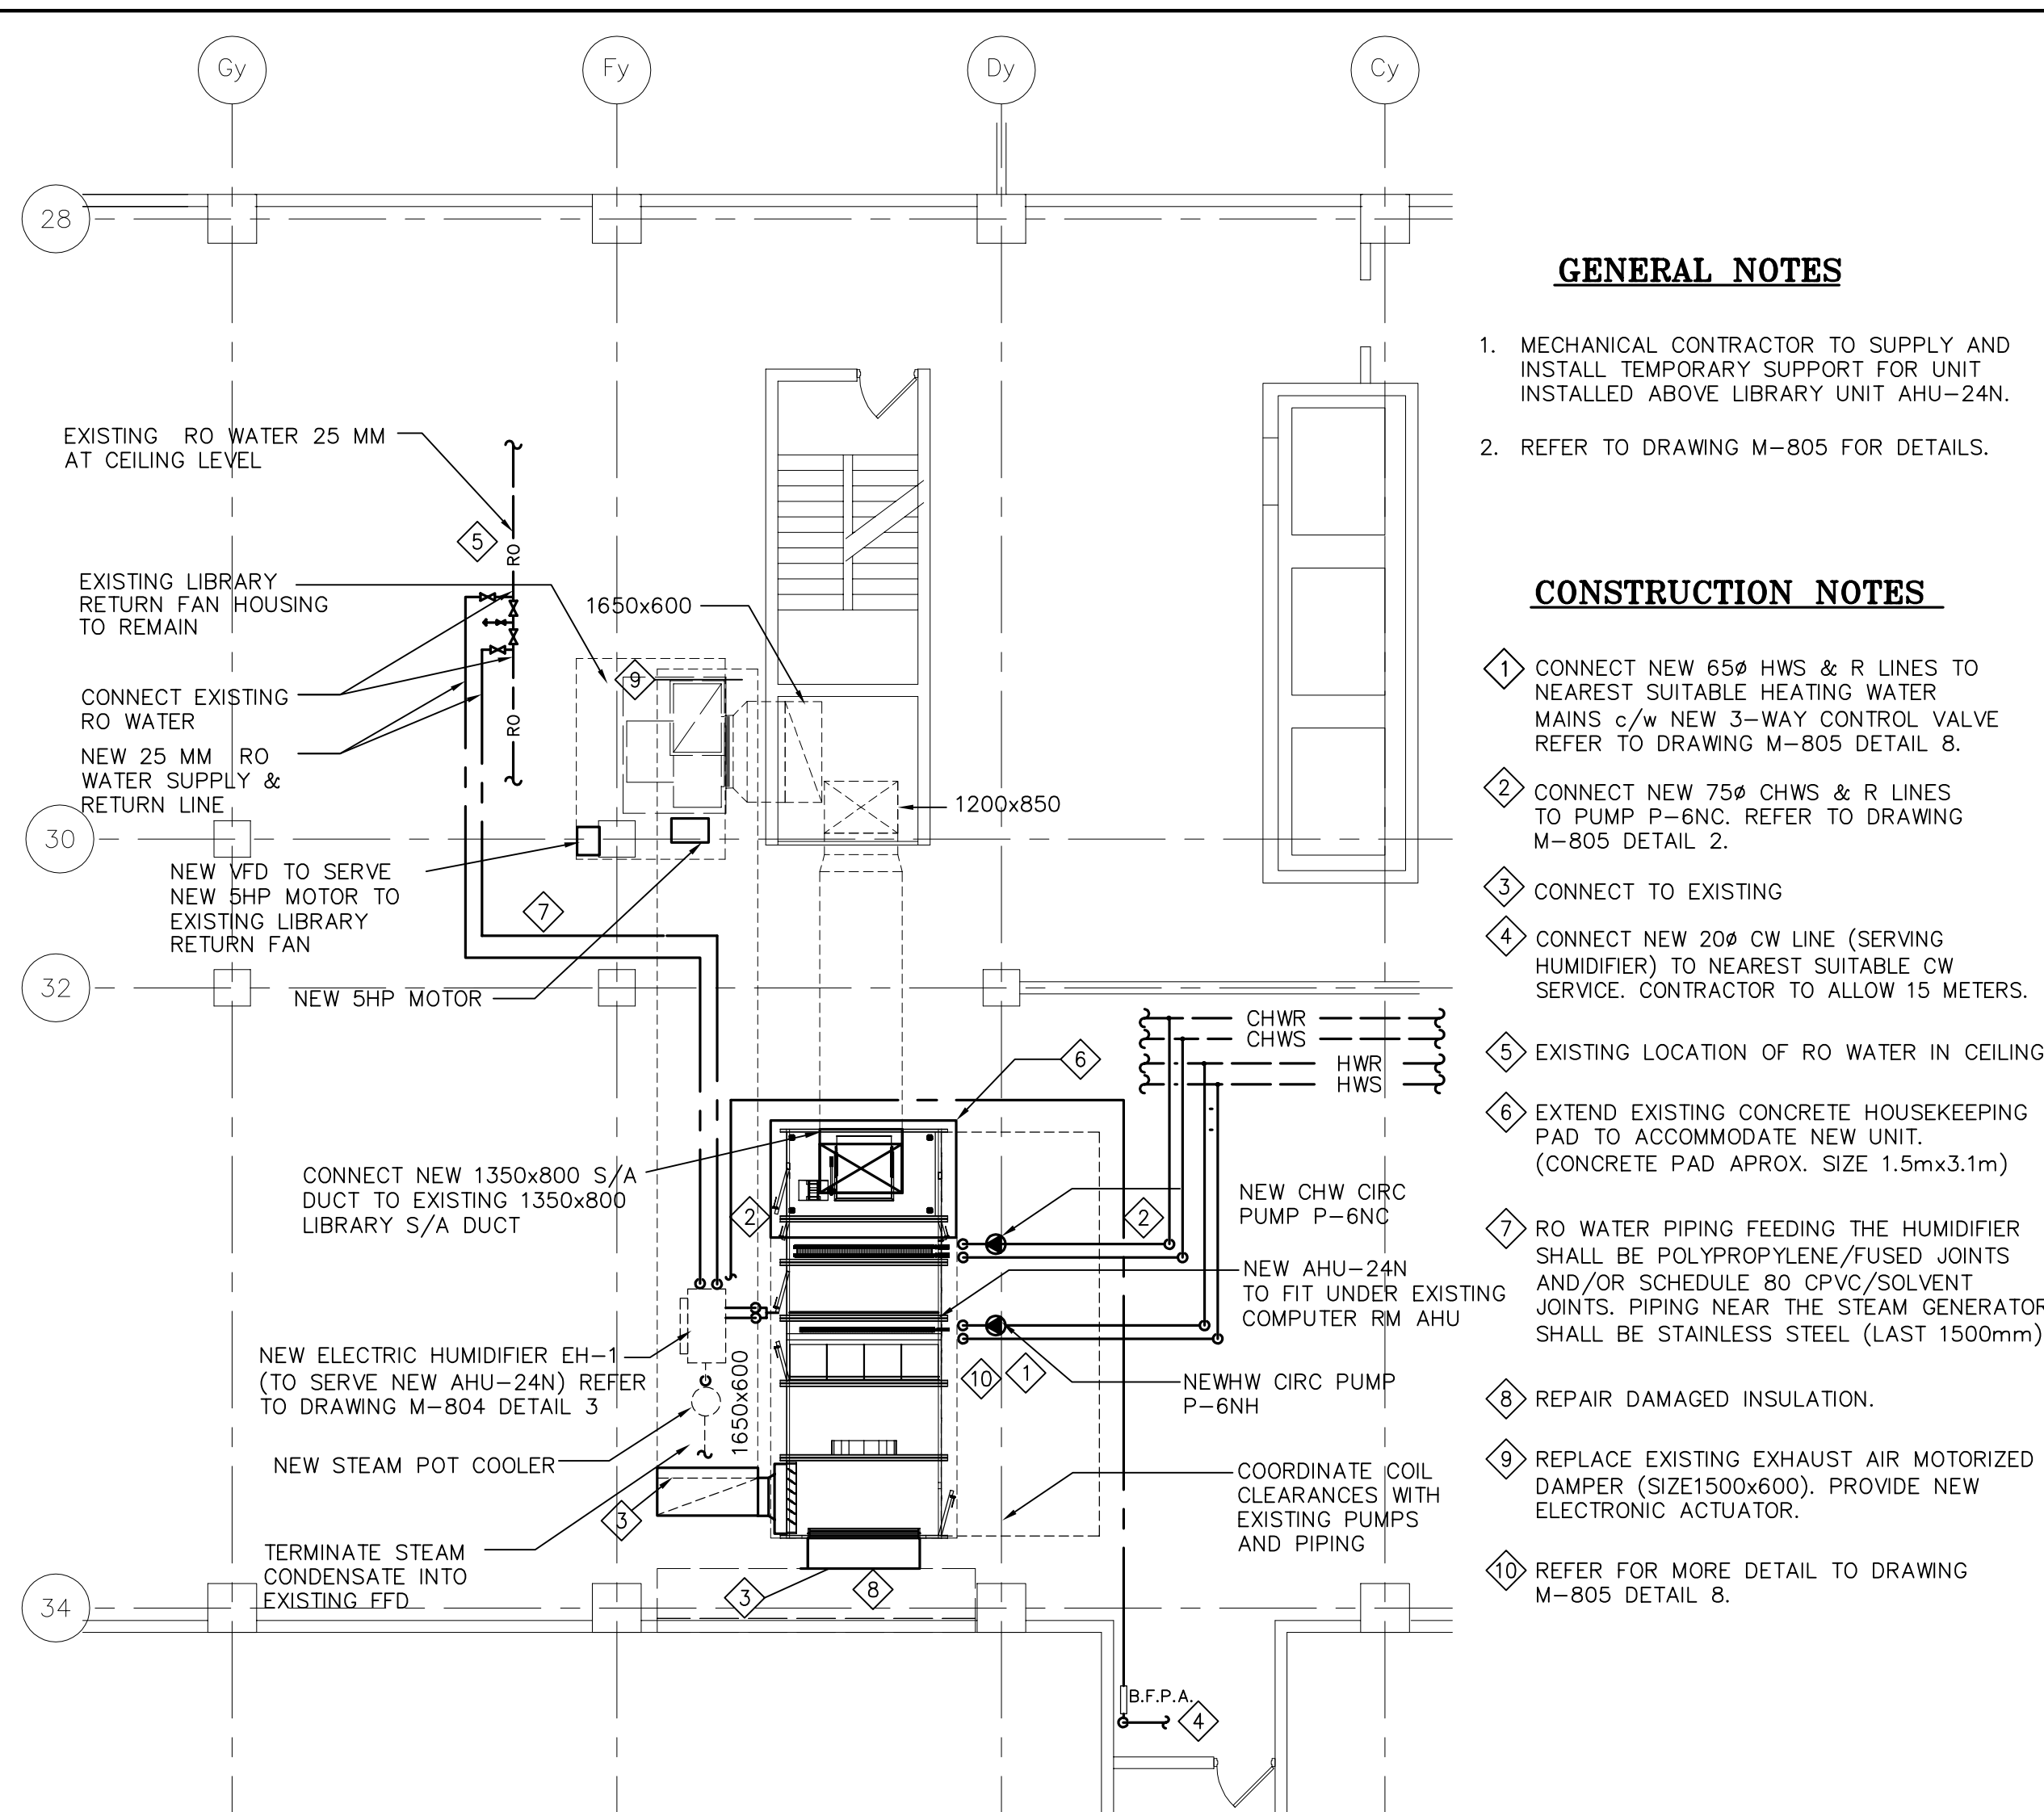 Gy
Fy
Dy
Cy
28
30
32
34
EXISTING RO WATER 25 MM
AT CEILING LEVEL
5
RO
EXISTING LIBRARY
RETURN FAN HOUSING
TO REMAIN
1650x600
9
CONNECT EXISTING
RO WATER
RO
NEW 25 MM RO
WATER SUPPLY &
RETURN LINE
1200x850
NEW VFD TO SERVE
NEW 5HP MOTOR TO
EXISTING LIBRARY
RETURN FAN
7
NEW 5HP MOTOR
CHWR
CHWS
HWR
HWS
6
CONNECT NEW 1350x800 S/A
DUCT TO EXISTING 1350x800
LIBRARY S/A DUCT
2
2
NEW CHW CIRC
PUMP P-6NC
NEW AHU-24N
TO FIT UNDER EXISTING
COMPUTER RM AHU
NEW ELECTRIC HUMIDIFIER EH-1
(TO SERVE NEW AHU-24N) REFER
TO DRAWING M-804 DETAIL 3
1650x600
10
1
NEWHW CIRC PUMP
P-6NH
NEW STEAM POT COOLER
COORDINATE COIL
CLEARANCES WITH
EXISTING PUMPS
AND PIPING
3
TERMINATE STEAM
CONDENSATE INTO
EXISTING FFD
3
8
B.F.P.A.
4
GENERAL NOTES
1. MECHANICAL CONTRACTOR TO SUPPLY AND
INSTALL TEMPORARY SUPPORT FOR UNIT
INSTALLED ABOVE LIBRARY UNIT AHU-24N.
2. REFER TO DRAWING M-805 FOR DETAILS.
CONSTRUCTION NOTES
1 CONNECT NEW 65ø HWS & R LINES TO
NEAREST SUITABLE HEATING WATER
MAINS c/w NEW 3-WAY CONTROL VALVE
REFER TO DRAWING M-805 DETAIL 8.
2 CONNECT NEW 75ø CHWS & R LINES
TO PUMP P-6NC. REFER TO DRAWING
M-805 DETAIL 2.
3 CONNECT TO EXISTING
4 CONNECT NEW 20ø CW LINE (SERVING
HUMIDIFIER) TO NEAREST SUITABLE CW
SERVICE. CONTRACTOR TO ALLOW 15 METERS.
5 EXISTING LOCATION OF RO WATER IN CEILING
6 EXTEND EXISTING CONCRETE HOUSEKEEPING
PAD TO ACCOMMODATE NEW UNIT.
(CONCRETE PAD APROX. SIZE 1.5mx3.1m)
7 RO WATER PIPING FEEDING THE HUMIDIFIER
SHALL BE POLYPROPYLENE/FUSED JOINTS
AND/OR SCHEDULE 80 CPVC/SOLVENT
JOINTS. PIPING NEAR THE STEAM GENERATOR
SHALL BE STAINLESS STEEL (LAST 1500mm)
8 REPAIR DAMAGED INSULATION.
9 REPLACE EXISTING EXHAUST AIR MOTORIZED
DAMPER (SIZE1500x600). PROVIDE NEW
ELECTRONIC ACTUATOR.
10 REFER FOR MORE DETAIL TO DRAWING
M-805 DETAIL 8.